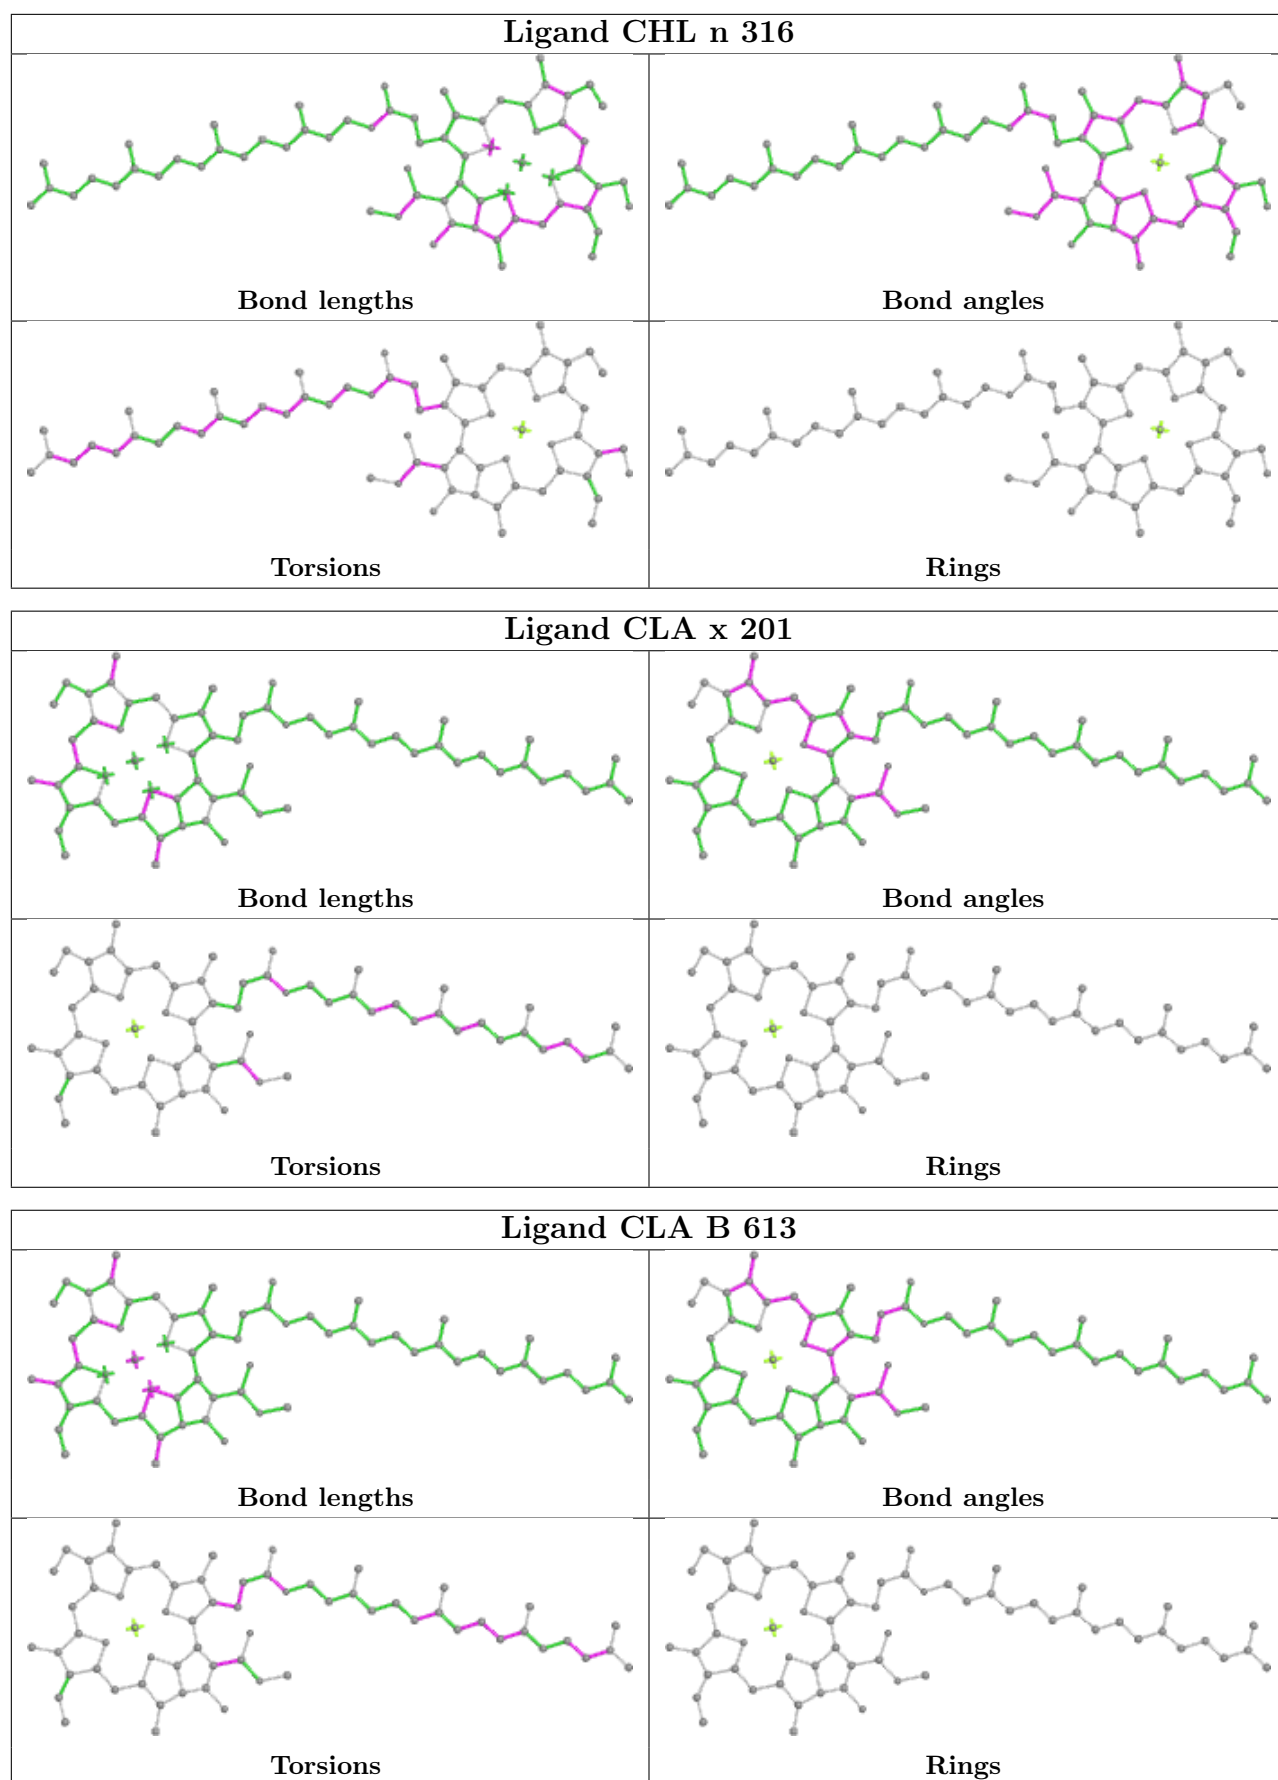 Ligand CHL n 316
Bond lengths
Bond angles
Torsions
Rings
Ligand CLA x 201
Bond lengths
Bond angles
Torsions
Rings
Ligand CLA B 613
Bond lengths
Bond angles
Torsions
Rings